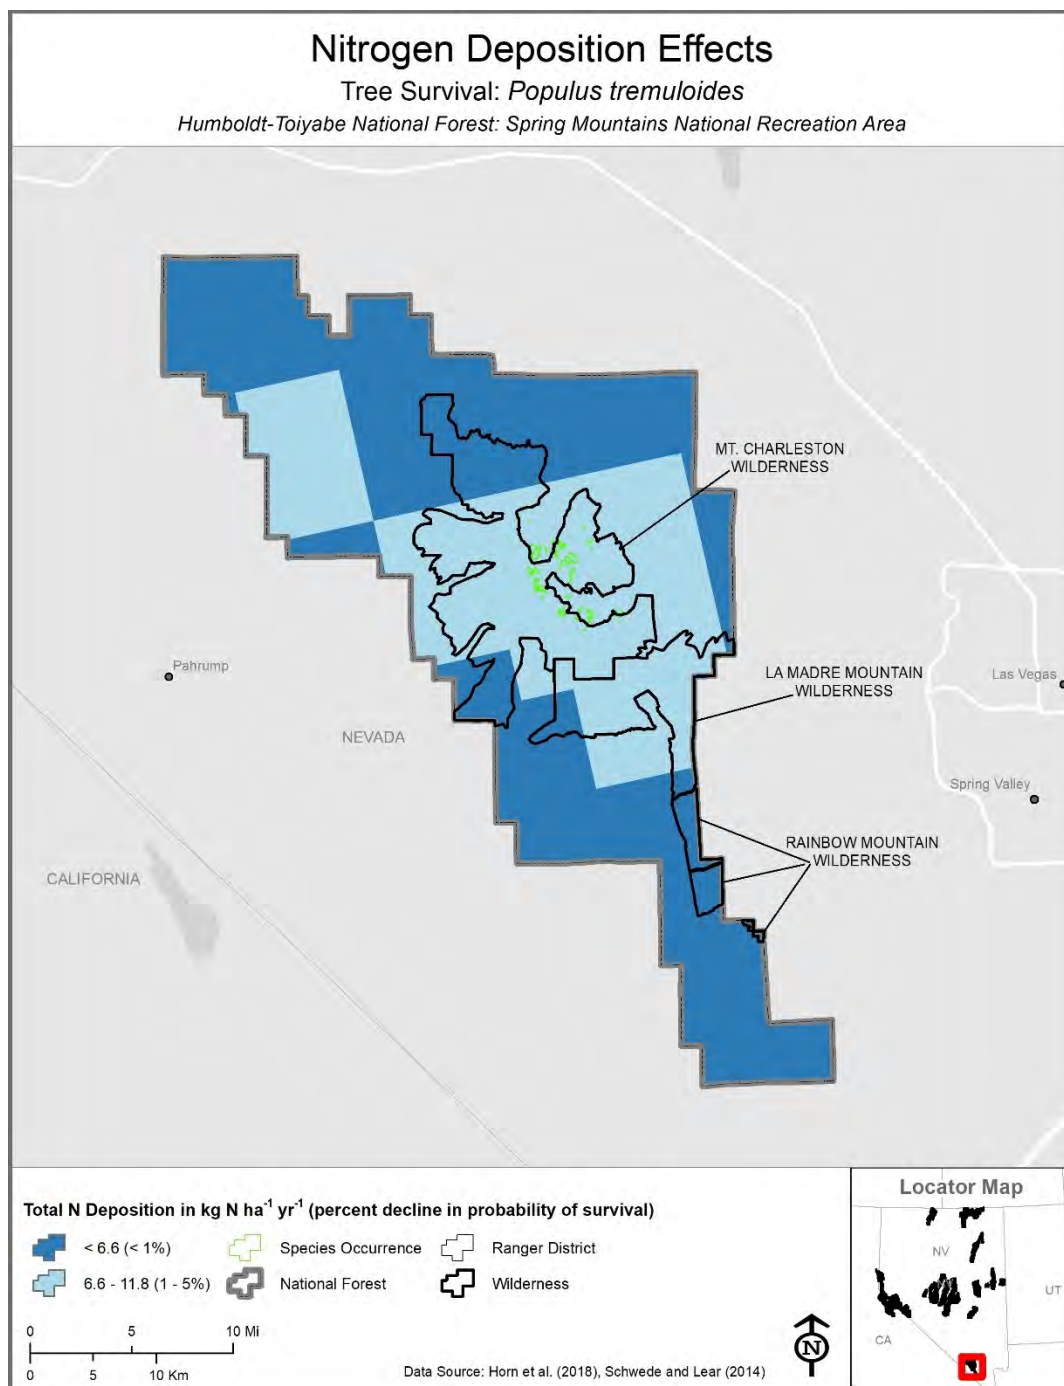 Nitrogen Deposition Effects
Tree Survival: Populus tremuloides
Humboldt-Toiyabe National Forest: Spring Mountains National Recreation Area
MT. CHARLESTON
WILDERNESS
Pahrump
LA MADRE MOUNTAIN
WILDERNESS
Las Vegas
NEVADA
Spring Valley
RAINBOW MOUNTAIN
WILDERNESS
CALIFORNIA
Total N Deposition in kg N ha⁻¹ yr⁻¹ (percent decline in probability of survival)
< 6.6 (< 1%)
Species Occurrence
Ranger District
6.6 - 11.8 (1 - 5%)
National Forest
Wilderness
0 5 10 Mi
0 5 10 Km
Data Source: Horn et al. (2018), Schwede and Lear (2014)
N
Locator Map
NV
UT
CA